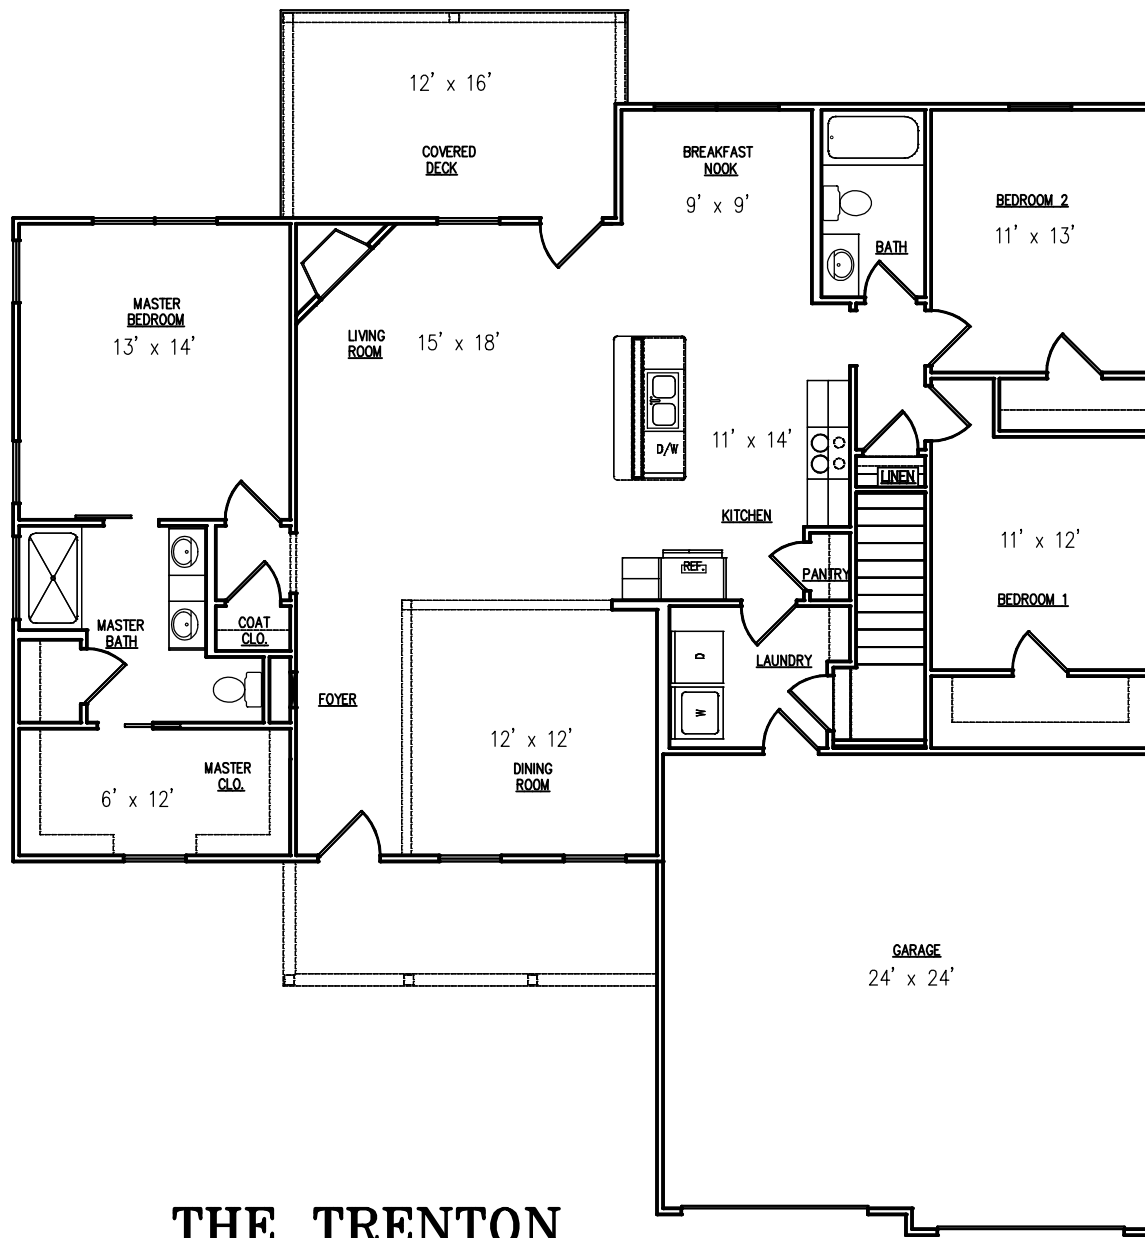 12' x 16'
COVERED
DECK
BREAKFAST
NOOK
9' x 9'
BATH
BEDROOM 2
11' x 13'
MASTER
BEDROOM
13' x 14'
LIVING
ROOM
15' x 18'
D/W
11' x 14'
KITCHEN
LINEN
REF.
PANTRY
11' x 12'
BEDROOM 1
MASTER
BATH
COAT
CLO.
D
W
LAUNDRY
FOYER
12' x 12'
DINING
ROOM
MASTER
CLO.
6' x 12'
GARAGE
24' x 24'
THE TRENTON